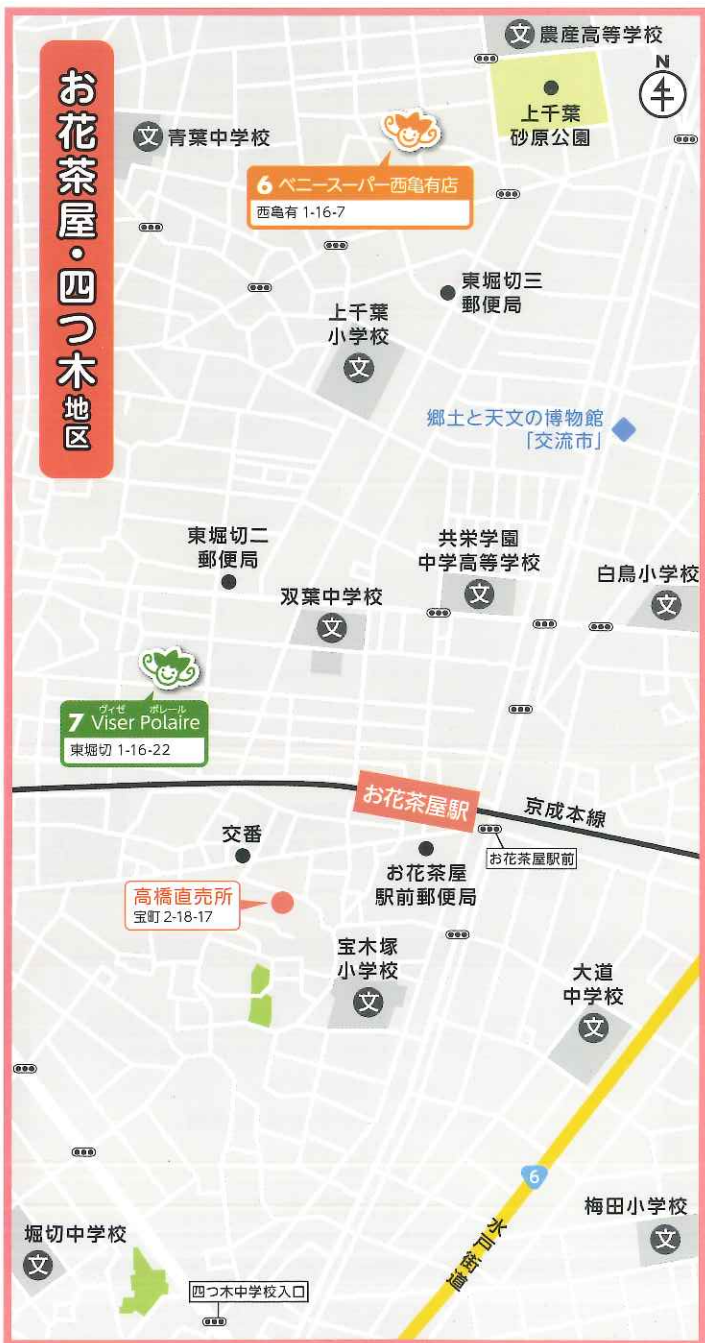 お花茶屋・四つ木地区
文 農産高等学校
N
上千葉
砂原公園
文 青葉中学校
6 ベニースーパー西亀有店
西亀有 1-16-7
東堀切三
郵便局
上千葉
小学校
文
郷土と天文の博物館
「交流市」
東堀切二
郵便局
共栄学園
中学高等学校
文
白鳥小学校
文
双葉中学校
文
ヴィゼ ポレール
7 Viser Polaire
東堀切 1-16-22
お花茶屋駅
京成本線
お花茶屋駅前
交番
お花茶屋
駅前郵便局
高橋直売所
宝町 2-18-17
宝木塚
小学校
文
大道
中学校
文
6
水戸街道
梅田小学校
文
堀切中学校
文
四つ木中学校入口